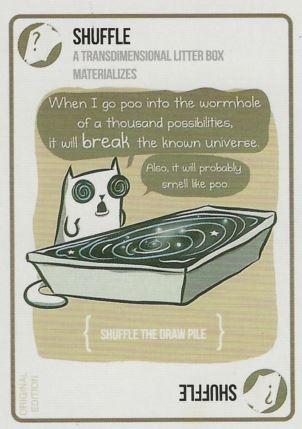 ?
SHUFFLE
A TRANSDIMENSIONAL LITTER BOX
MATERIALIZES
When I go poo into the wormhole
of a thousand possibilities,
it will break the known universe.
Also, it will probably
smell like poo.
{ SHUFFLE THE DRAW PILE }
ORIGINAL
EDITION
SHUFFLE
?